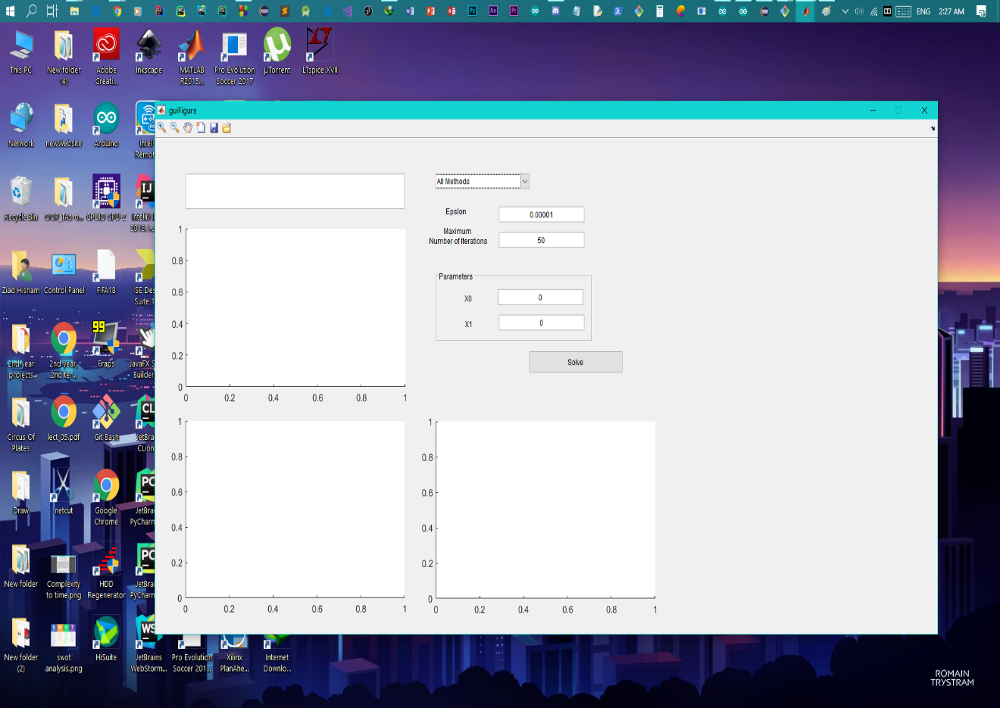 ENG 2:27 AM
This PC
New folder
(4)
Adobe
Creati...
Inkscape
MATLAB
R2015...
Pro Evolution
Soccer 2017
µTorrent
LTspice XVII
guiFigure
Network
newWebsite
Arduino
Intel
Remot
All Methods
Epslon
0.00001
Maximum
Number of Iterations
50
Parameters
X0
0
X1
0
Solve
Recycle Bin
OOP_TAs-o...
CPUID CPU-Z
IntelliJ I
2018.1.
Ziad Hisham
Control Panel
FIFA18
ISE Des
Suite 1
99
2nd year
projects
2nd year,
2nd ter...
Fraps
JavaFX S
Builder
Circus Of
Plates
lect_05.pdf
Git Bash
JetBra
CLion
Draw
netcut
Google
Chrome
JetBra
PyCharm
New folder
Complexity
to time.png
HDD
Regenerator
JetBra
PyCharm
New folder
(2)
swot
analysis.png
HiSuite
JetBrains
WebStorm...
Pro Evolution
Soccer 201...
Xilinx
PlanAhe...
Internet
Downlo...
1
0.8
0.6
0.4
0.2
0
0 0.2 0.4 0.6 0.8 1
1
0.8
0.6
0.4
0.2
0
0 0.2 0.4 0.6 0.8 1
1
0.8
0.6
0.4
0.2
0
0 0.2 0.4 0.6 0.8 1
ROMAIN
TRYSTRAM